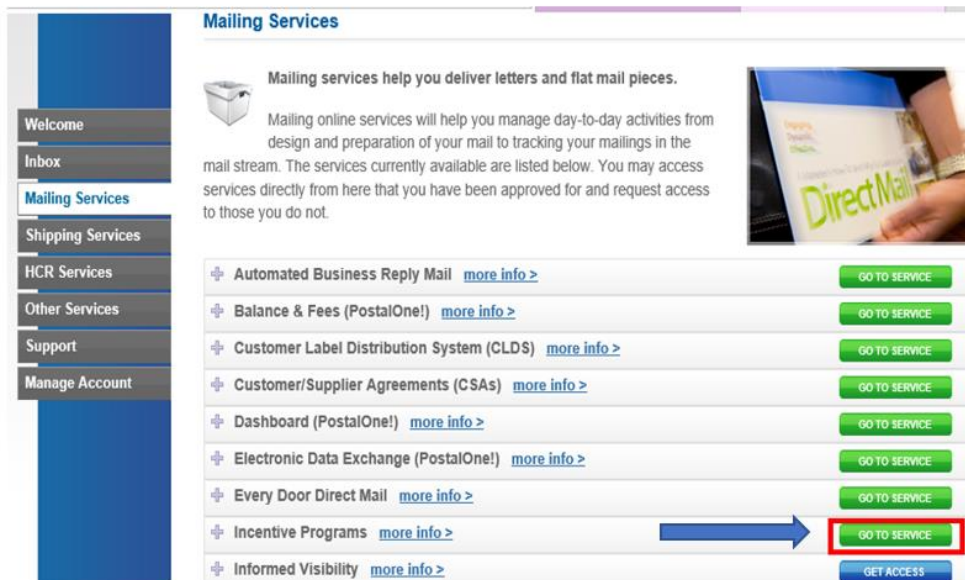 Mailing Services
Mailing services help you deliver letters and flat mail pieces.
Mailing online services will help you manage day-to-day activities from
design and preparation of your mail to tracking your mailings in the
mail stream. The services currently available are listed below. You may access
services directly from here that you have been approved for and request access
to those you do not.
Direct Mail
Welcome
Inbox
Mailing Services
Shipping Services
HCR Services
Other Services
Support
Manage Account
Automated Business Reply Mail more info > GO TO SERVICE
Balance & Fees (PostalOne!) more info > GO TO SERVICE
Customer Label Distribution System (CLDS) more info > GO TO SERVICE
Customer/Supplier Agreements (CSAs) more info > GO TO SERVICE
Dashboard (PostalOne!) more info > GO TO SERVICE
Electronic Data Exchange (PostalOne!) more info > GO TO SERVICE
Every Door Direct Mail more info > GO TO SERVICE
Incentive Programs more info > GO TO SERVICE
Informed Visibility more info > GET ACCESS